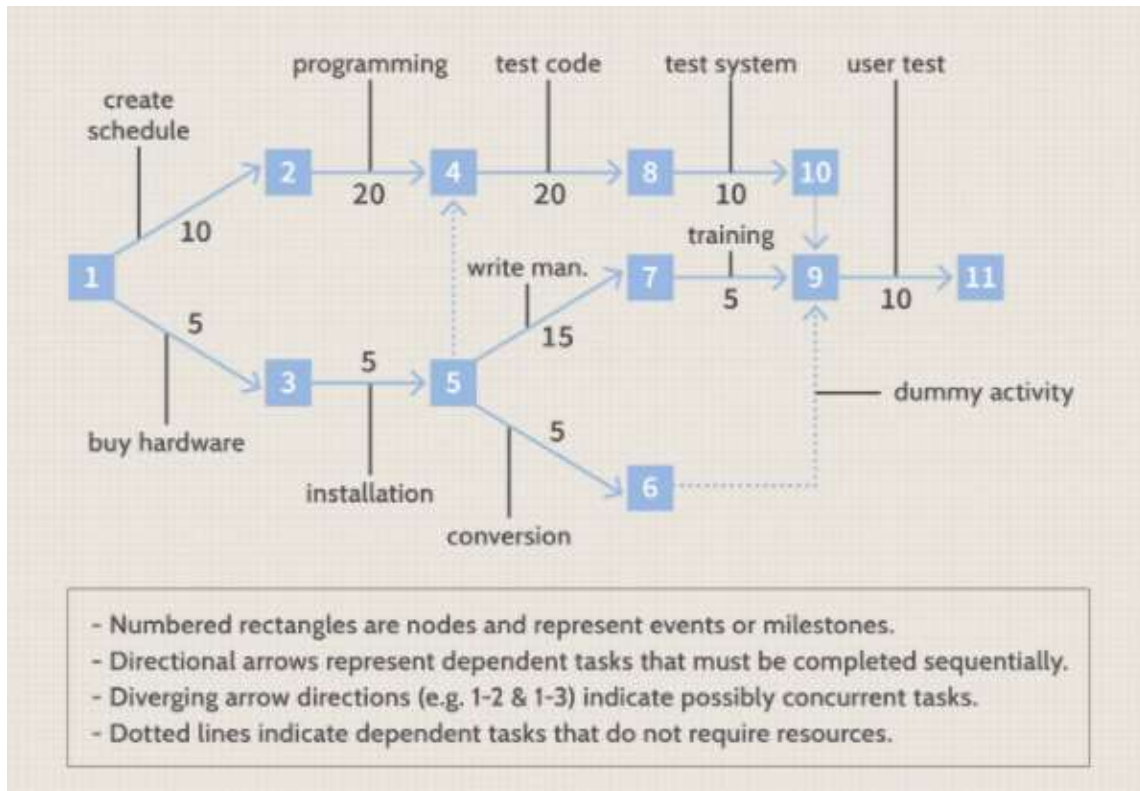 programming
test code
test system
user test
create
schedule
2
4
8
10
20
20
10
10
training
1
write man.
7
9
11
5
5
10
15
5
3
5
dummy activity
5
buy hardware
6
installation
conversion
- Numbered rectangles are nodes and represent events or milestones.
- Directional arrows represent dependent tasks that must be completed sequentially.
- Diverging arrow directions (e.g. 1-2 & 1-3) indicate possibly concurrent tasks.
- Dotted lines indicate dependent tasks that do not require resources.